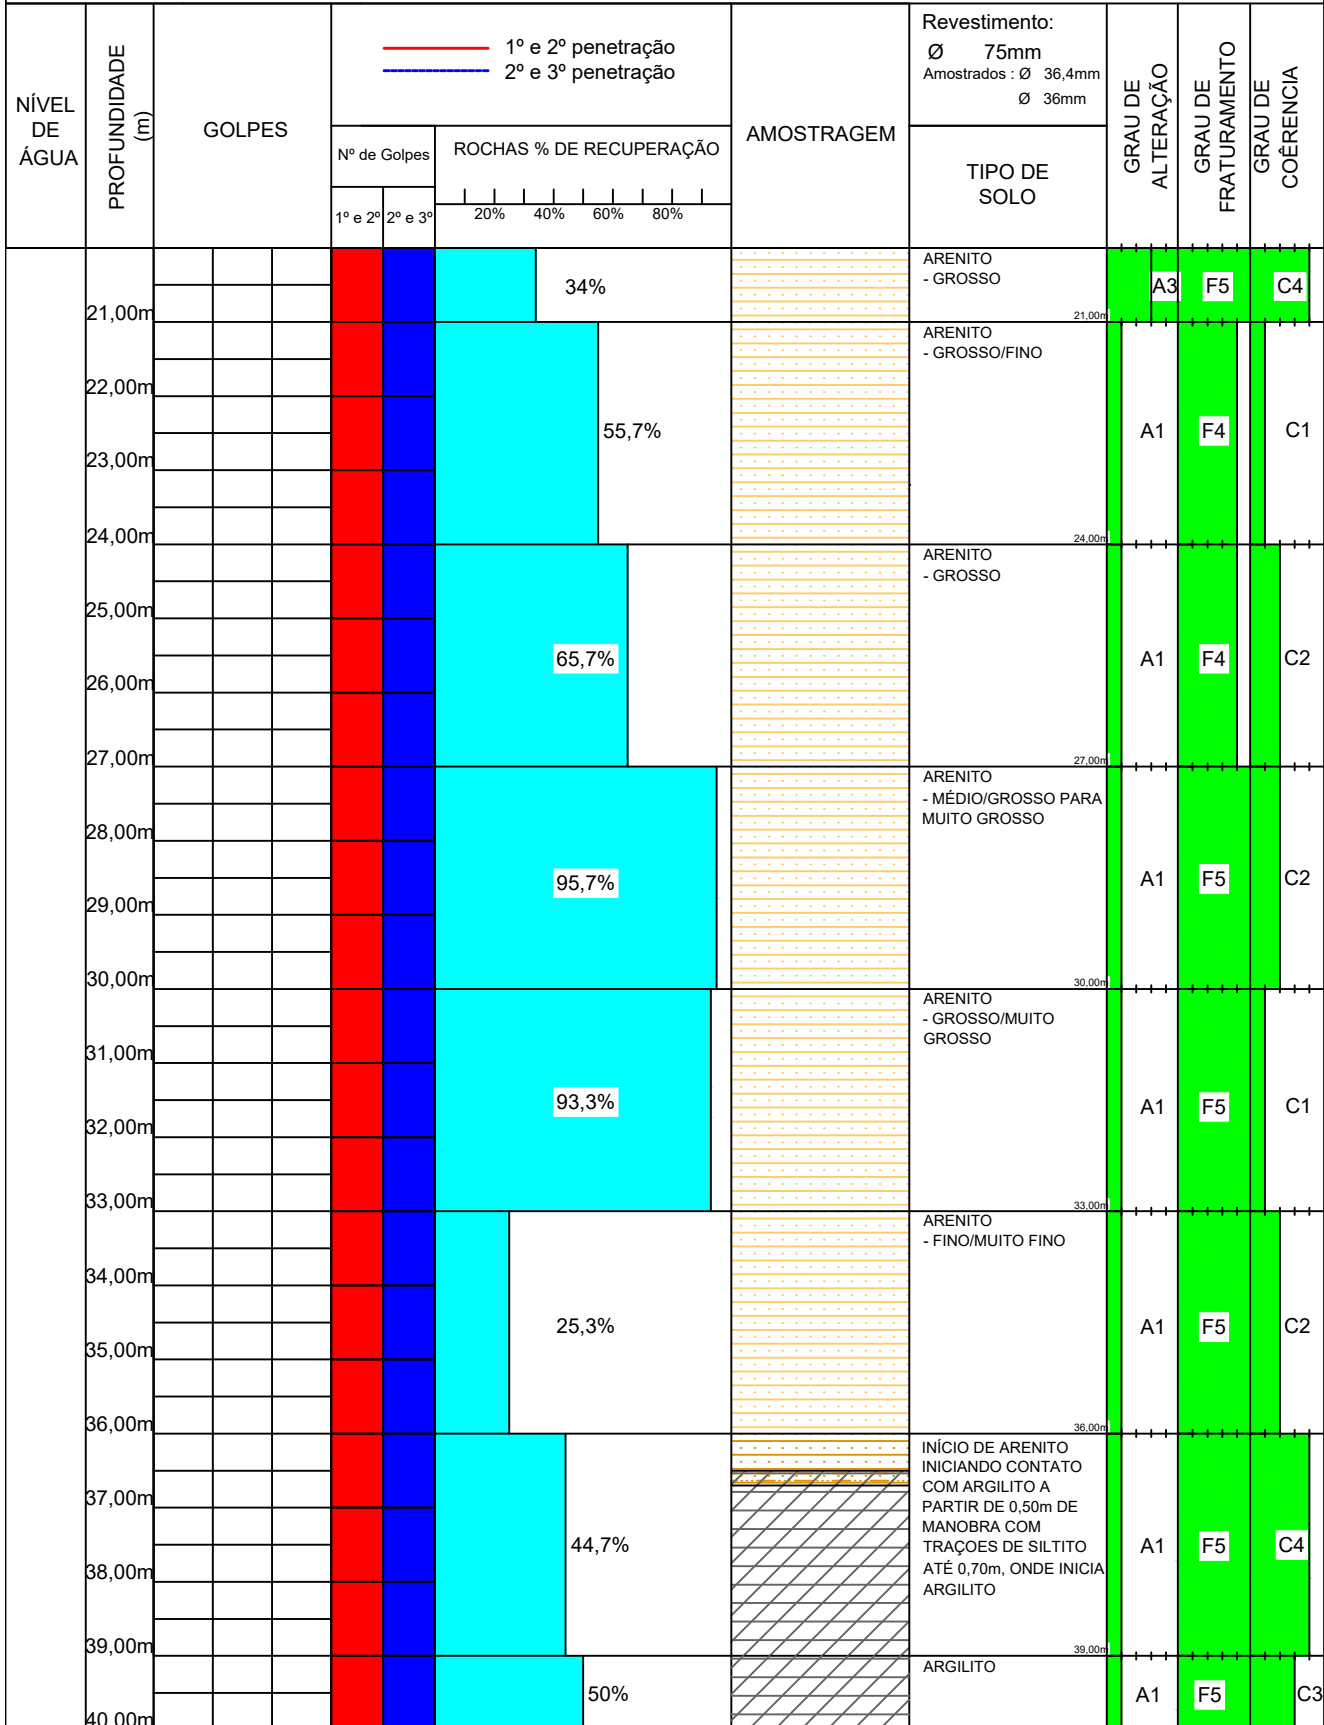 NÍVEL
DE
ÁGUA
PROFUNDIDADE
(m)
GOLPES
1º e 2º penetração
2º e 3º penetração
Nº de Golpes
1º e 2º
2º e 3º
ROCHAS % DE RECUPERAÇÃO
20% 40% 60% 80%
AMOSTRAGEM
Revestimento:
Ø 75mm
Amostrados : Ø 36,4mm
Ø 36mm
TIPO DE
SOLO
GRAU DE
ALTERAÇÃO
GRAU DE
FRATURAMENTO
GRAU DE
COÊRENCIA
ARENITO
- GROSSO
34%
A3 F5 C4
21,00m
21,00m
ARENITO
- GROSSO/FINO
22,00m
55,7%
A1 F4 C1
23,00m
24,00m
24,00m
ARENITO
- GROSSO
25,00m
65,7%
A1 F4 C2
26,00m
27,00m
27,00m
ARENITO
- MÉDIO/GROSSO PARA
MUITO GROSSO
28,00m
95,7%
A1 F5 C2
29,00m
30,00m
30,00m
ARENITO
- GROSSO/MUITO
GROSSO
31,00m
93,3%
A1 F5 C1
32,00m
33,00m
33,00m
ARENITO
- FINO/MUITO FINO
34,00m
25,3%
A1 F5 C2
35,00m
36,00m
36,00m
INÍCIO DE ARENITO
INICIANDO CONTATO
COM ARGILITO A
PARTIR DE 0,50m DE
MANOBRA COM
TRAÇOES DE SILTITO
ATÉ 0,70m, ONDE INICIA
ARGILITO
37,00m
44,7%
A1 F5 C4
38,00m
39,00m
39,00m
ARGILITO
50%
A1 F5 C3
40,00m